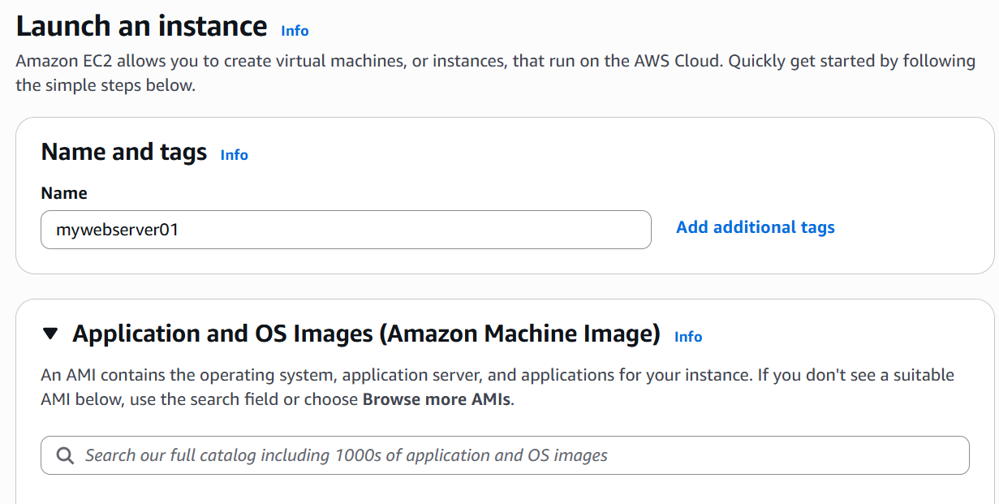 Launch an instance Info
Amazon EC2 allows you to create virtual machines, or instances, that run on the AWS Cloud. Quickly get started by following
the simple steps below.
Name and tags Info
Name
mywebserver01
Add additional tags
Application and OS Images (Amazon Machine Image) Info
An AMI contains the operating system, application server, and applications for your instance. If you don't see a suitable
AMI below, use the search field or choose Browse more AMIs.
Search our full catalog including 1000s of application and OS images